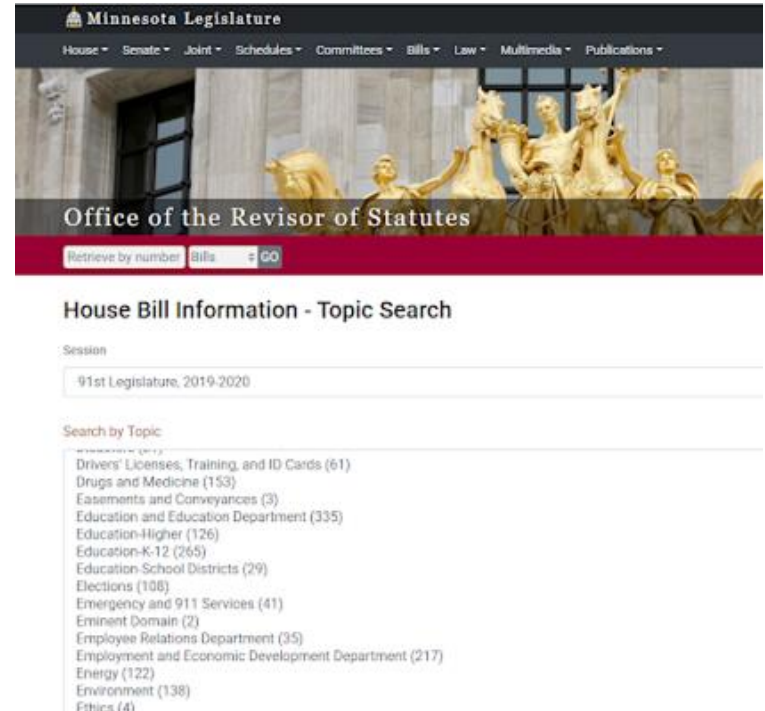 Minnesota Legislature
House Senate Joint Schedules Committees Bills Law Multimedia Publications
Office of the Revisor of Statutes
Retrieve by number Bills GO
House Bill Information - Topic Search
Session
91st Legislature, 2019-2020
Search by Topic
Drivers' Licenses, Training, and ID Cards (61)
Drugs and Medicine (153)
Easements and Conveyances (3)
Education and Education Department (335)
Education-Higher (126)
Education-K-12 (265)
Education-School Districts (29)
Elections (108)
Emergency and 911 Services (41)
Eminent Domain (2)
Employee Relations Department (35)
Employment and Economic Development Department (217)
Energy (122)
Environment (138)
Ethics (4)